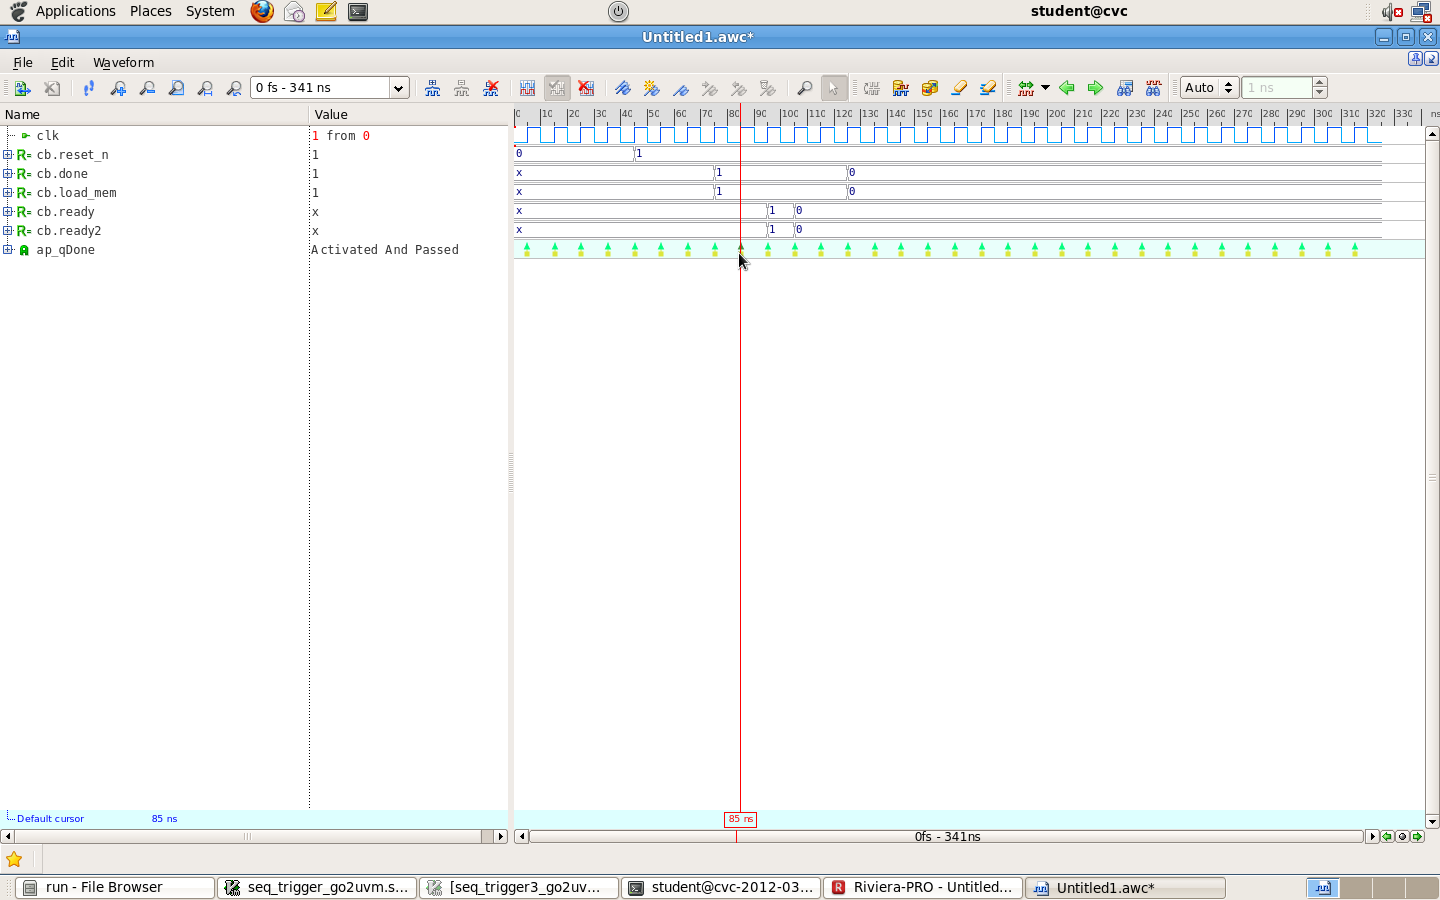 Applications Places System student@cvc
Untitled1.awc*
File Edit Waveform
0 fs - 341 ns Auto 1 ns
Name Value 0 10 20 30 40 50 60 70 80 90 100 110 120 130 140 150 160 170 180 190 200 210 220 230 240 250 260 270 280 290 300 310 320 330 ns
clk 1 from 0
cb.reset_n 1 0 1
cb.done 1 x 1 0
cb.load_mem 1 x 1 0
cb.ready x x 1 0
cb.ready2 x x 1 0
ap_qDone Activated And Passed
Default cursor 85 ns 85 ns
0fs - 341ns
run - File Browser seq_trigger_go2uvm.s... [seq_trigger3_go2uv... student@cvc-2012-03... Riviera-PRO - Untitled... Untitled1.awc*